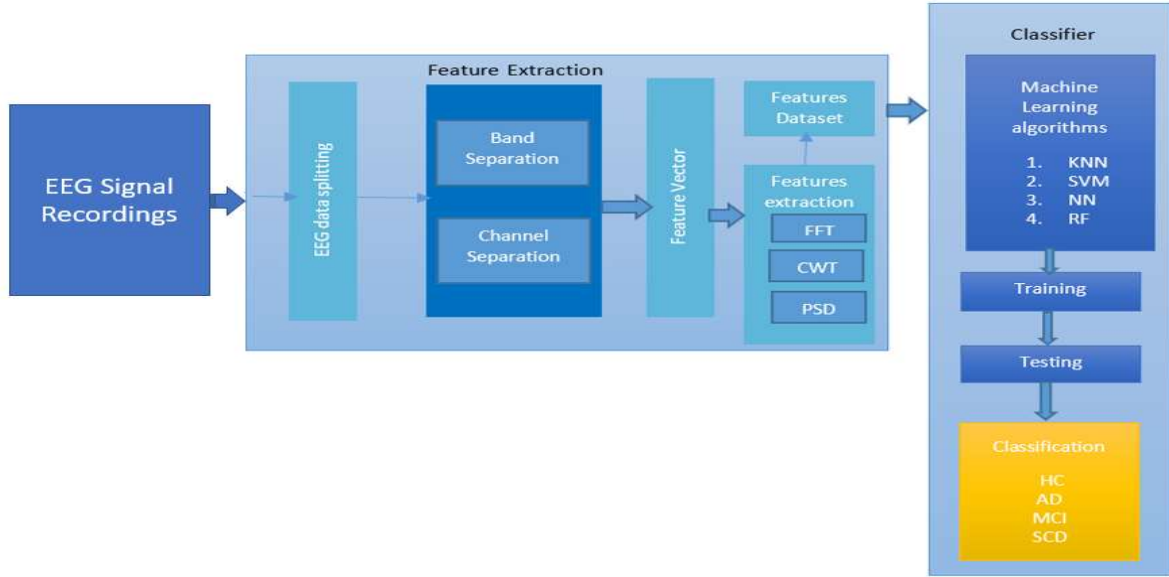 EEG Signal
Recordings
Feature Extraction
EEG data splitting
Band
Separation
Channel
Separation
Feature Vector
Features
Dataset
Features
extraction
FFT
CWT
PSD
Classifier
Machine
Learning
algorithms
1. KNN
2. SVM
3. NN
4. RF
Training
Testing
Classification
HC
AD
MCI
SCD